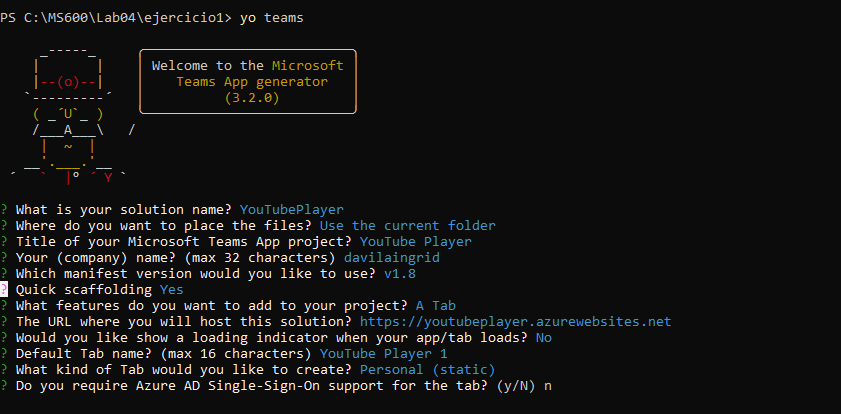 PS C:\MS600\Lab04\ejercicio1> yo teams
Welcome to the Microsoft
Teams App generator
(3.2.0)
? What is your solution name? YouTubePlayer
? Where do you want to place the files? Use the current folder
? Title of your Microsoft Teams App project? YouTube Player
? Your (company) name? (max 32 characters) davilaingrid
? Which manifest version would you like to use? v1.8
? Quick scaffolding Yes
? What features do you want to add to your project? A Tab
? The URL where you will host this solution? https://youtubeplayer.azurewebsites.net
? Would you like show a loading indicator when your app/tab loads? No
? Default Tab name? (max 16 characters) YouTube Player 1
? What kind of Tab would you like to create? Personal (static)
? Do you require Azure AD Single-Sign-On support for the tab? (y/N) n